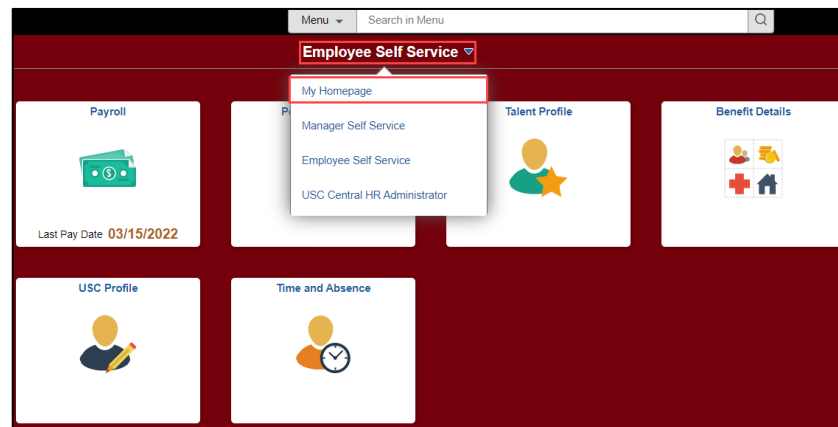 Menu
Search in Menu
Employee Self Service
My Homepage
Manager Self Service
Employee Self Service
USC Central HR Administrator
Payroll
Last Pay Date 03/15/2022
Talent Profile
Benefit Details
USC Profile
Time and Absence